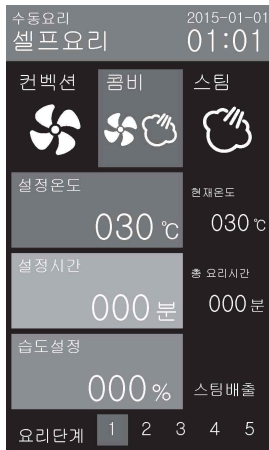 수동요리 2015-01-01
셀프요리 01:01
컨벡션 콤비 스팀
설정온도 현재온도
030 ℃ 030 ℃
설정시간 총 요리시간
000 분 000 분
습도설정
000 % 스팀배출
요리단계 1 2 3 4 5